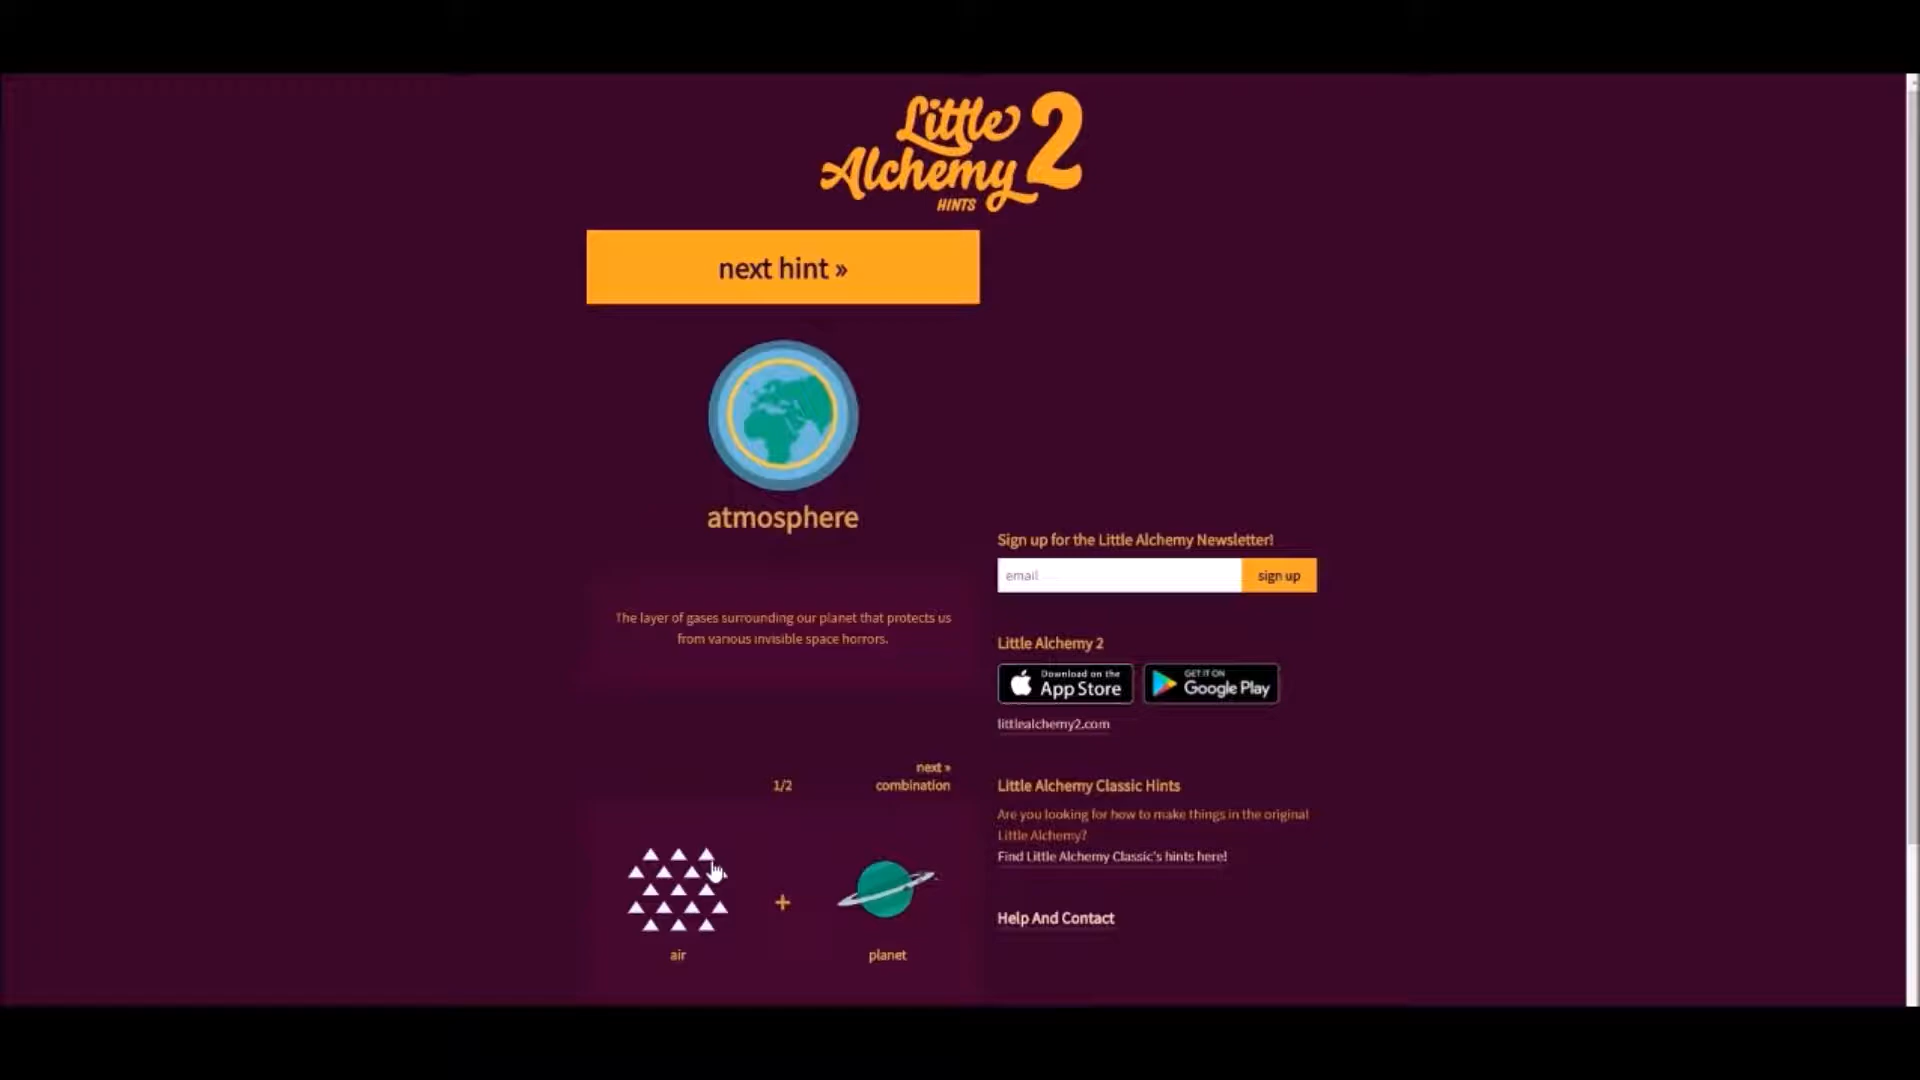 Little
Alchemy 2
HINTS
next hint »
atmosphere
The layer of gases surrounding our planet that protects us
from various invisible space horrors.
1/2
next »
combination
+
air
planet
Sign up for the Little Alchemy Newsletter!
email
sign up
Little Alchemy 2
Download on the
App Store
GET IT ON
Google Play
littlealchemy2.com
Little Alchemy Classic Hints
Are you looking for how to make things in the original
Little Alchemy?
Find Little Alchemy Classic's hints here!
Help And Contact